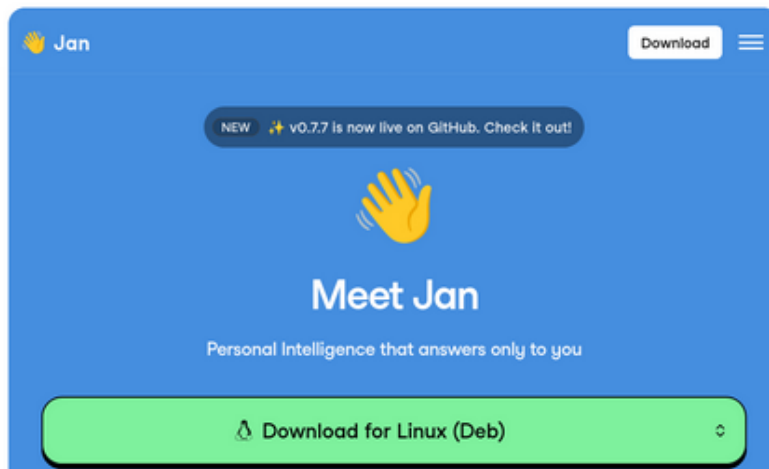 Jan
Download
NEW v0.7.7 is now live on GitHub. Check it out!
Meet Jan
Personal Intelligence that answers only to you
Download for Linux (Deb)